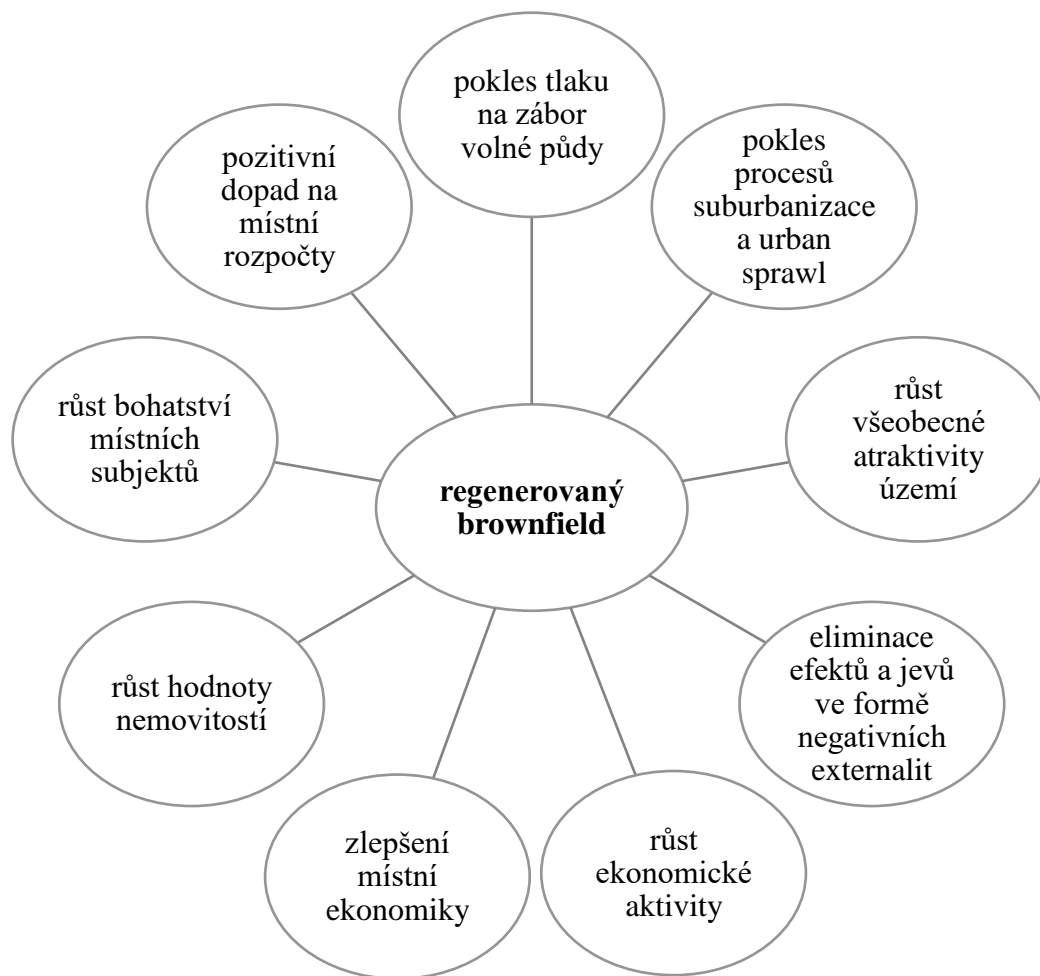 pokles tlaku
na zábor
volné půdy
pokles
procesů
suburbanizace
a urban
sprawl
růst
všeobecné
atraktivity
území
eliminace
efektů a jevů
ve formě
negativních
externalit
růst
ekonomické
aktivity
zlepšení
místní
ekonomiky
růst hodnoty
nemovitostí
růst bohatství
místních
subjektů
pozitivní
dopad na
místní
rozpočty
regenerovaný
brownfield